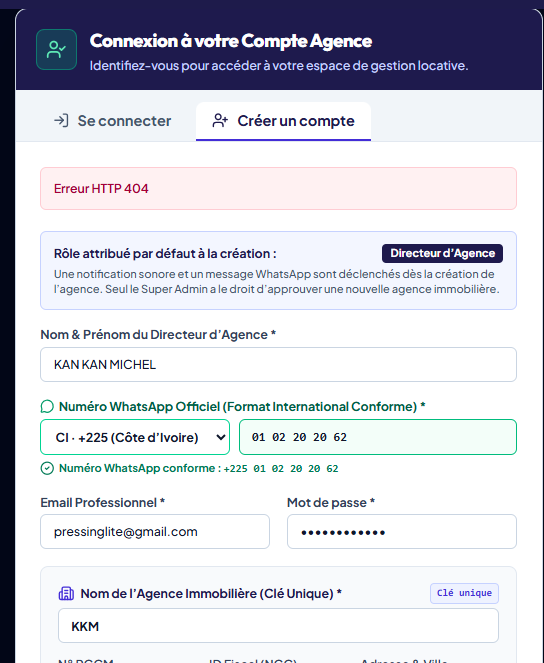 Connexion à votre Compte Agence
Identifiez-vous pour accéder à votre espace de gestion locative.
Se connecter
Créer un compte
Erreur HTTP 404
Rôle attribué par défaut à la création :
Directeur d'Agence
Une notification sonore et un message WhatsApp sont déclenchés dès la création de
l'agence. Seul le Super Admin a le droit d'approuver une nouvelle agence immobilière.
Nom & Prénom du Directeur d'Agence *
KAN KAN MICHEL
Numéro WhatsApp Officiel (Format International Conforme) *
CI · +225 (Côte d'Ivoire)
01 02 20 20 62
Numéro WhatsApp conforme : +225 01 02 20 20 62
Email Professionnel *
Mot de passe *
pressinglite@gmail.com
••••••••••••
Nom de l'Agence Immobilière (Clé Unique) *
Clé unique
KKM